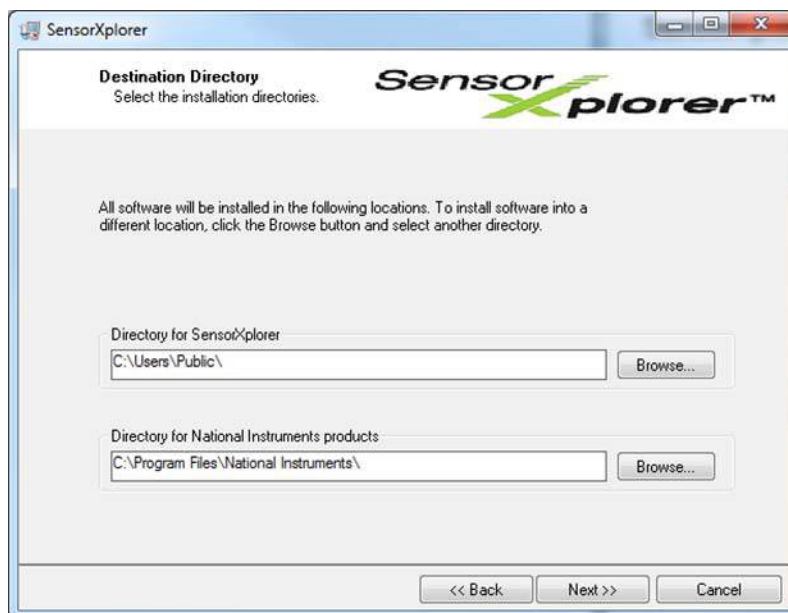 SensorXplorer
Destination Directory
Select the installation directories.
Sensor
Xplorer™
All software will be installed in the following locations. To install software into a
different location, click the Browse button and select another directory.
Directory for SensorXplorer
C:\Users\Public\
Browse...
Directory for National Instruments products
C:\Program Files\National Instruments\
Browse...
<< Back
Next >>
Cancel